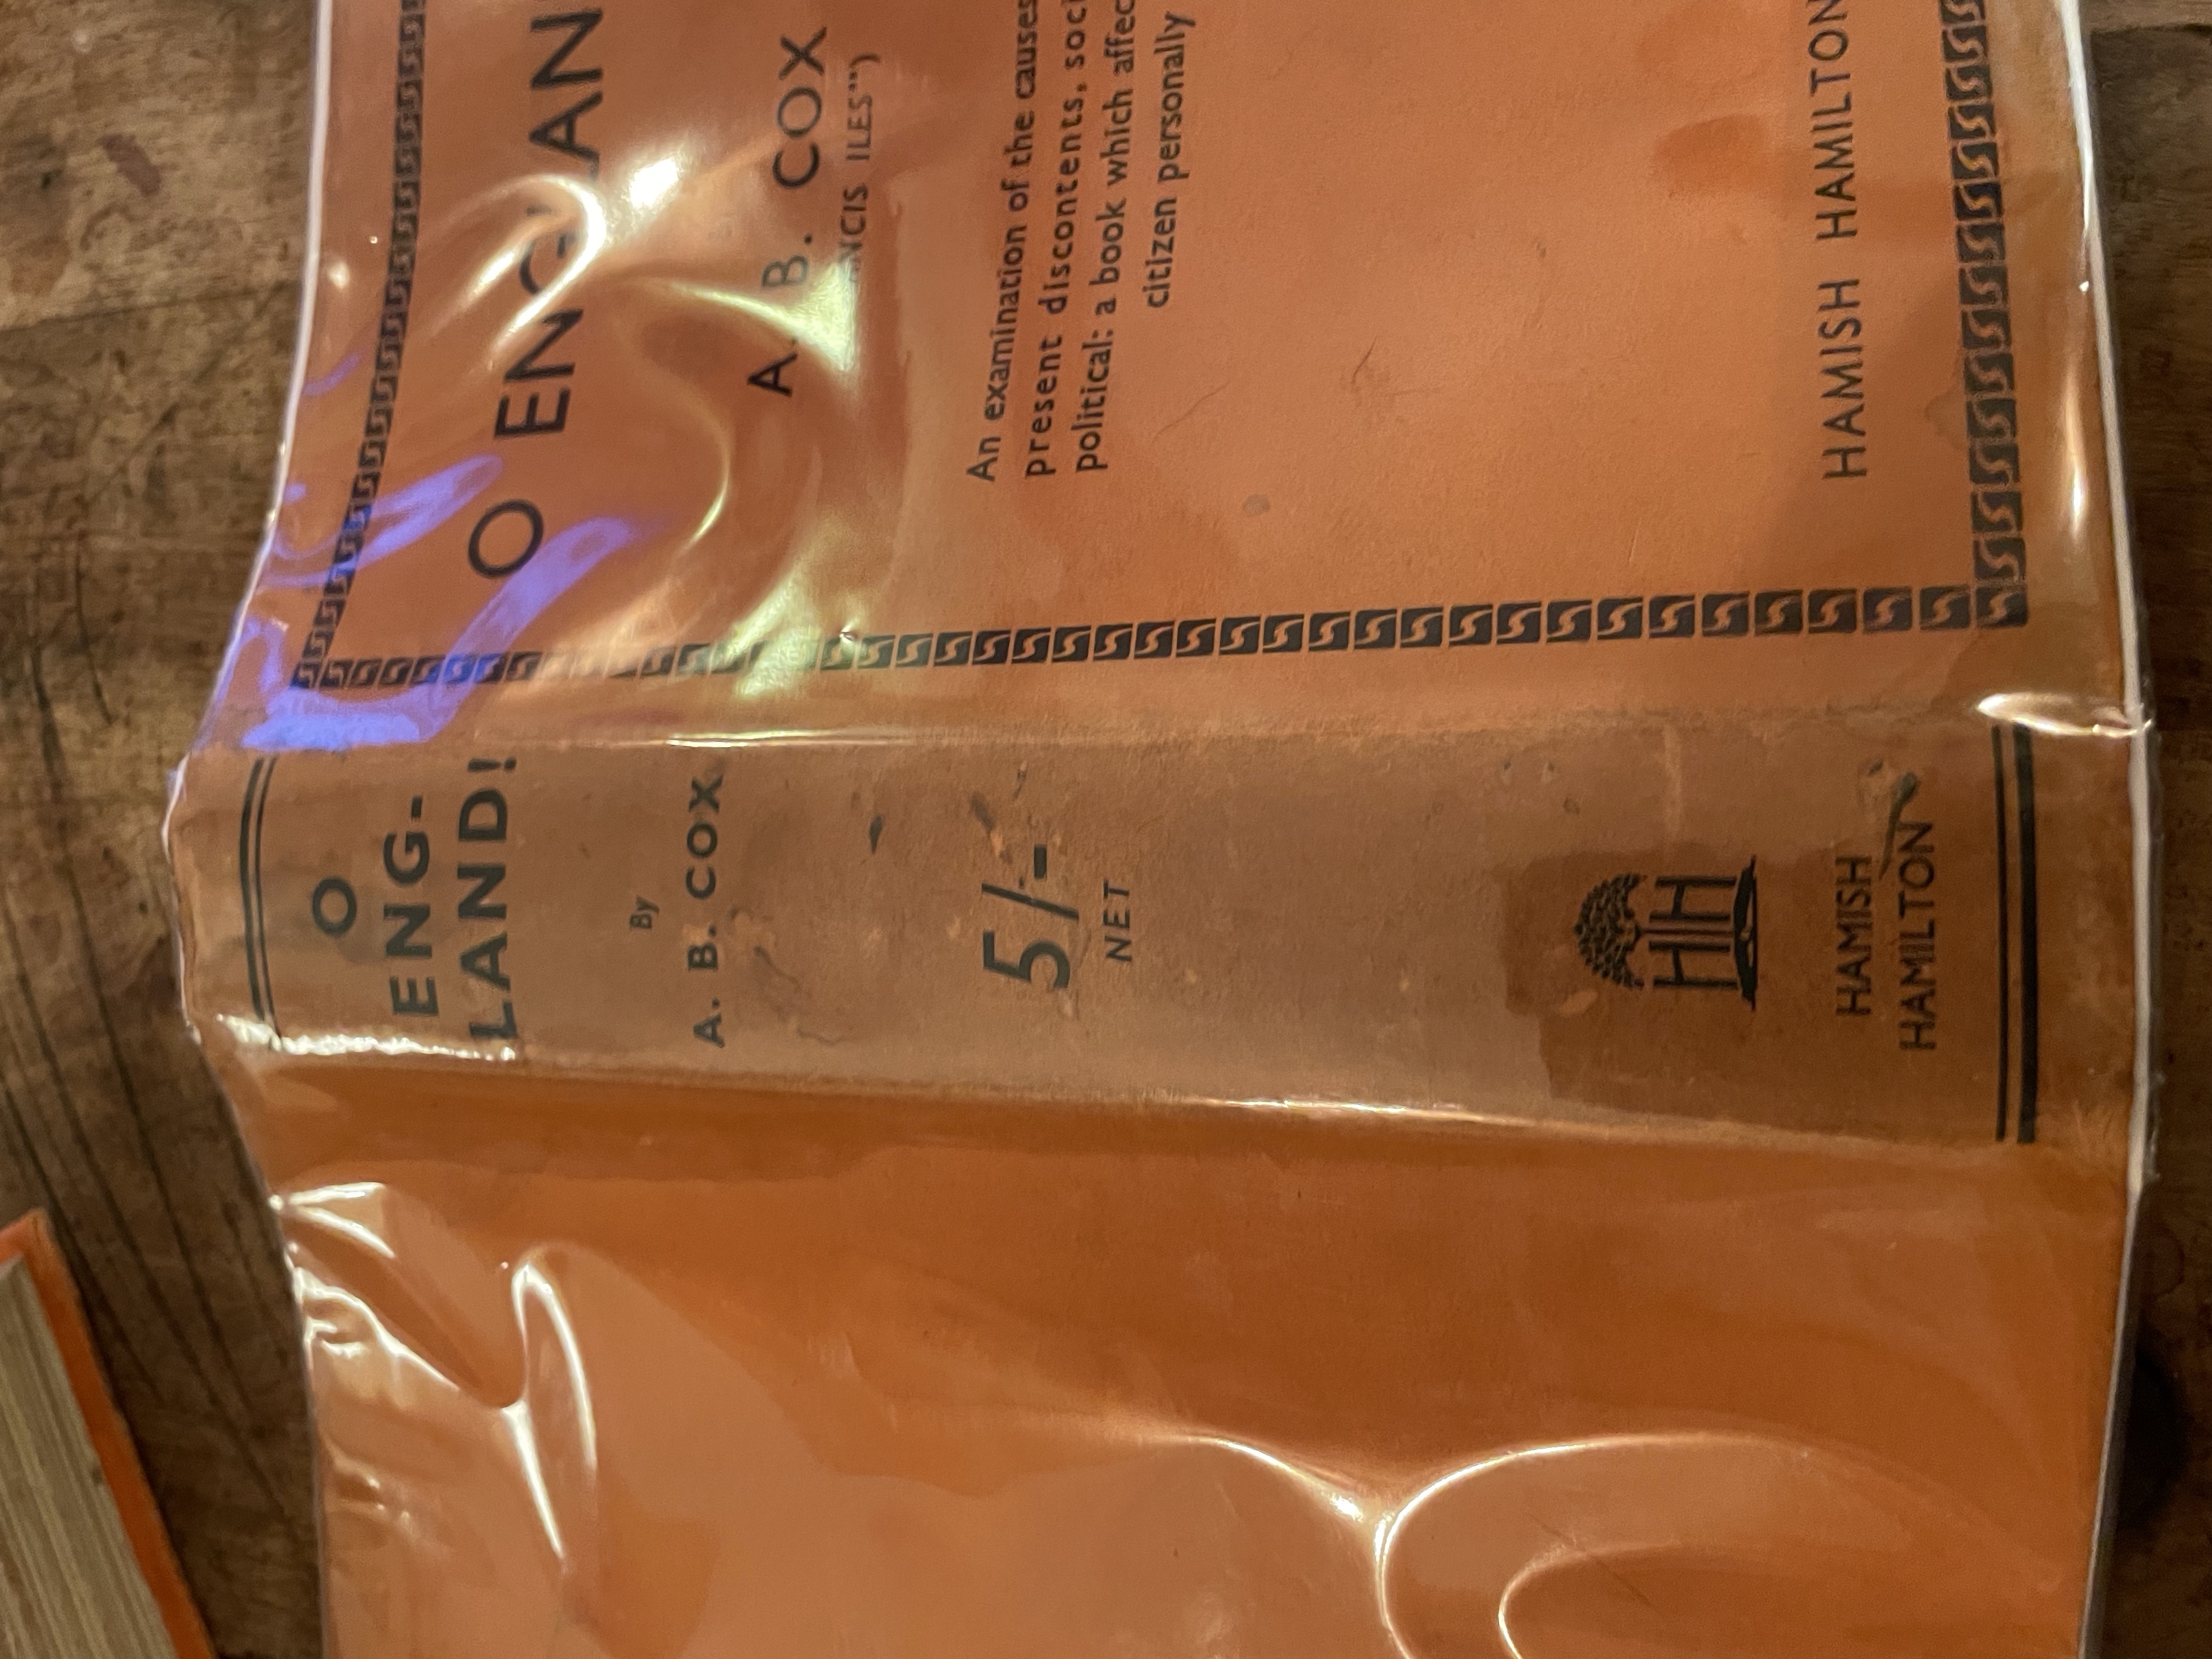 O ENGLAN
A. B. COX
NCIS ILES")
An examination of the causes
present discontents, soci
political: a book which affec
citizen personally
HAMISH HAMILTON
O
ENG-
LAND!
By
A. B. COX
5/-
NET
HH
HAMISH
HAMILTON